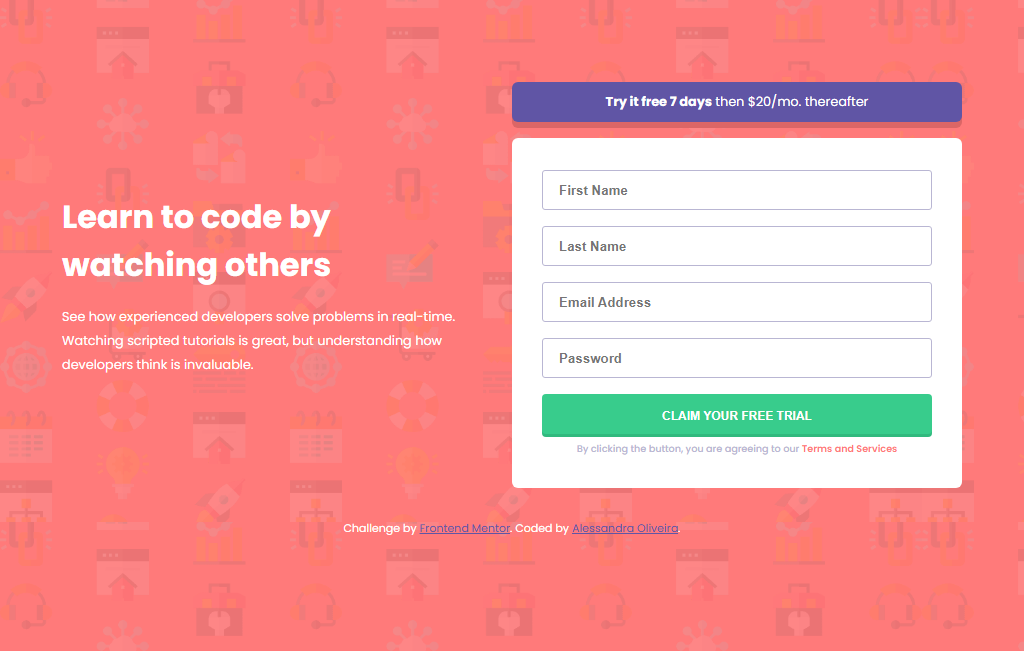 Try it free 7 days then $20/mo. thereafter
Learn to code by
watching others
See how experienced developers solve problems in real-time.
Watching scripted tutorials is great, but understanding how
developers think is invaluable.
First Name
Last Name
Email Address
Password
CLAIM YOUR FREE TRIAL
By clicking the button, you are agreeing to our Terms and Services
Challenge by Frontend Mentor. Coded by Alessandra Oliveira.